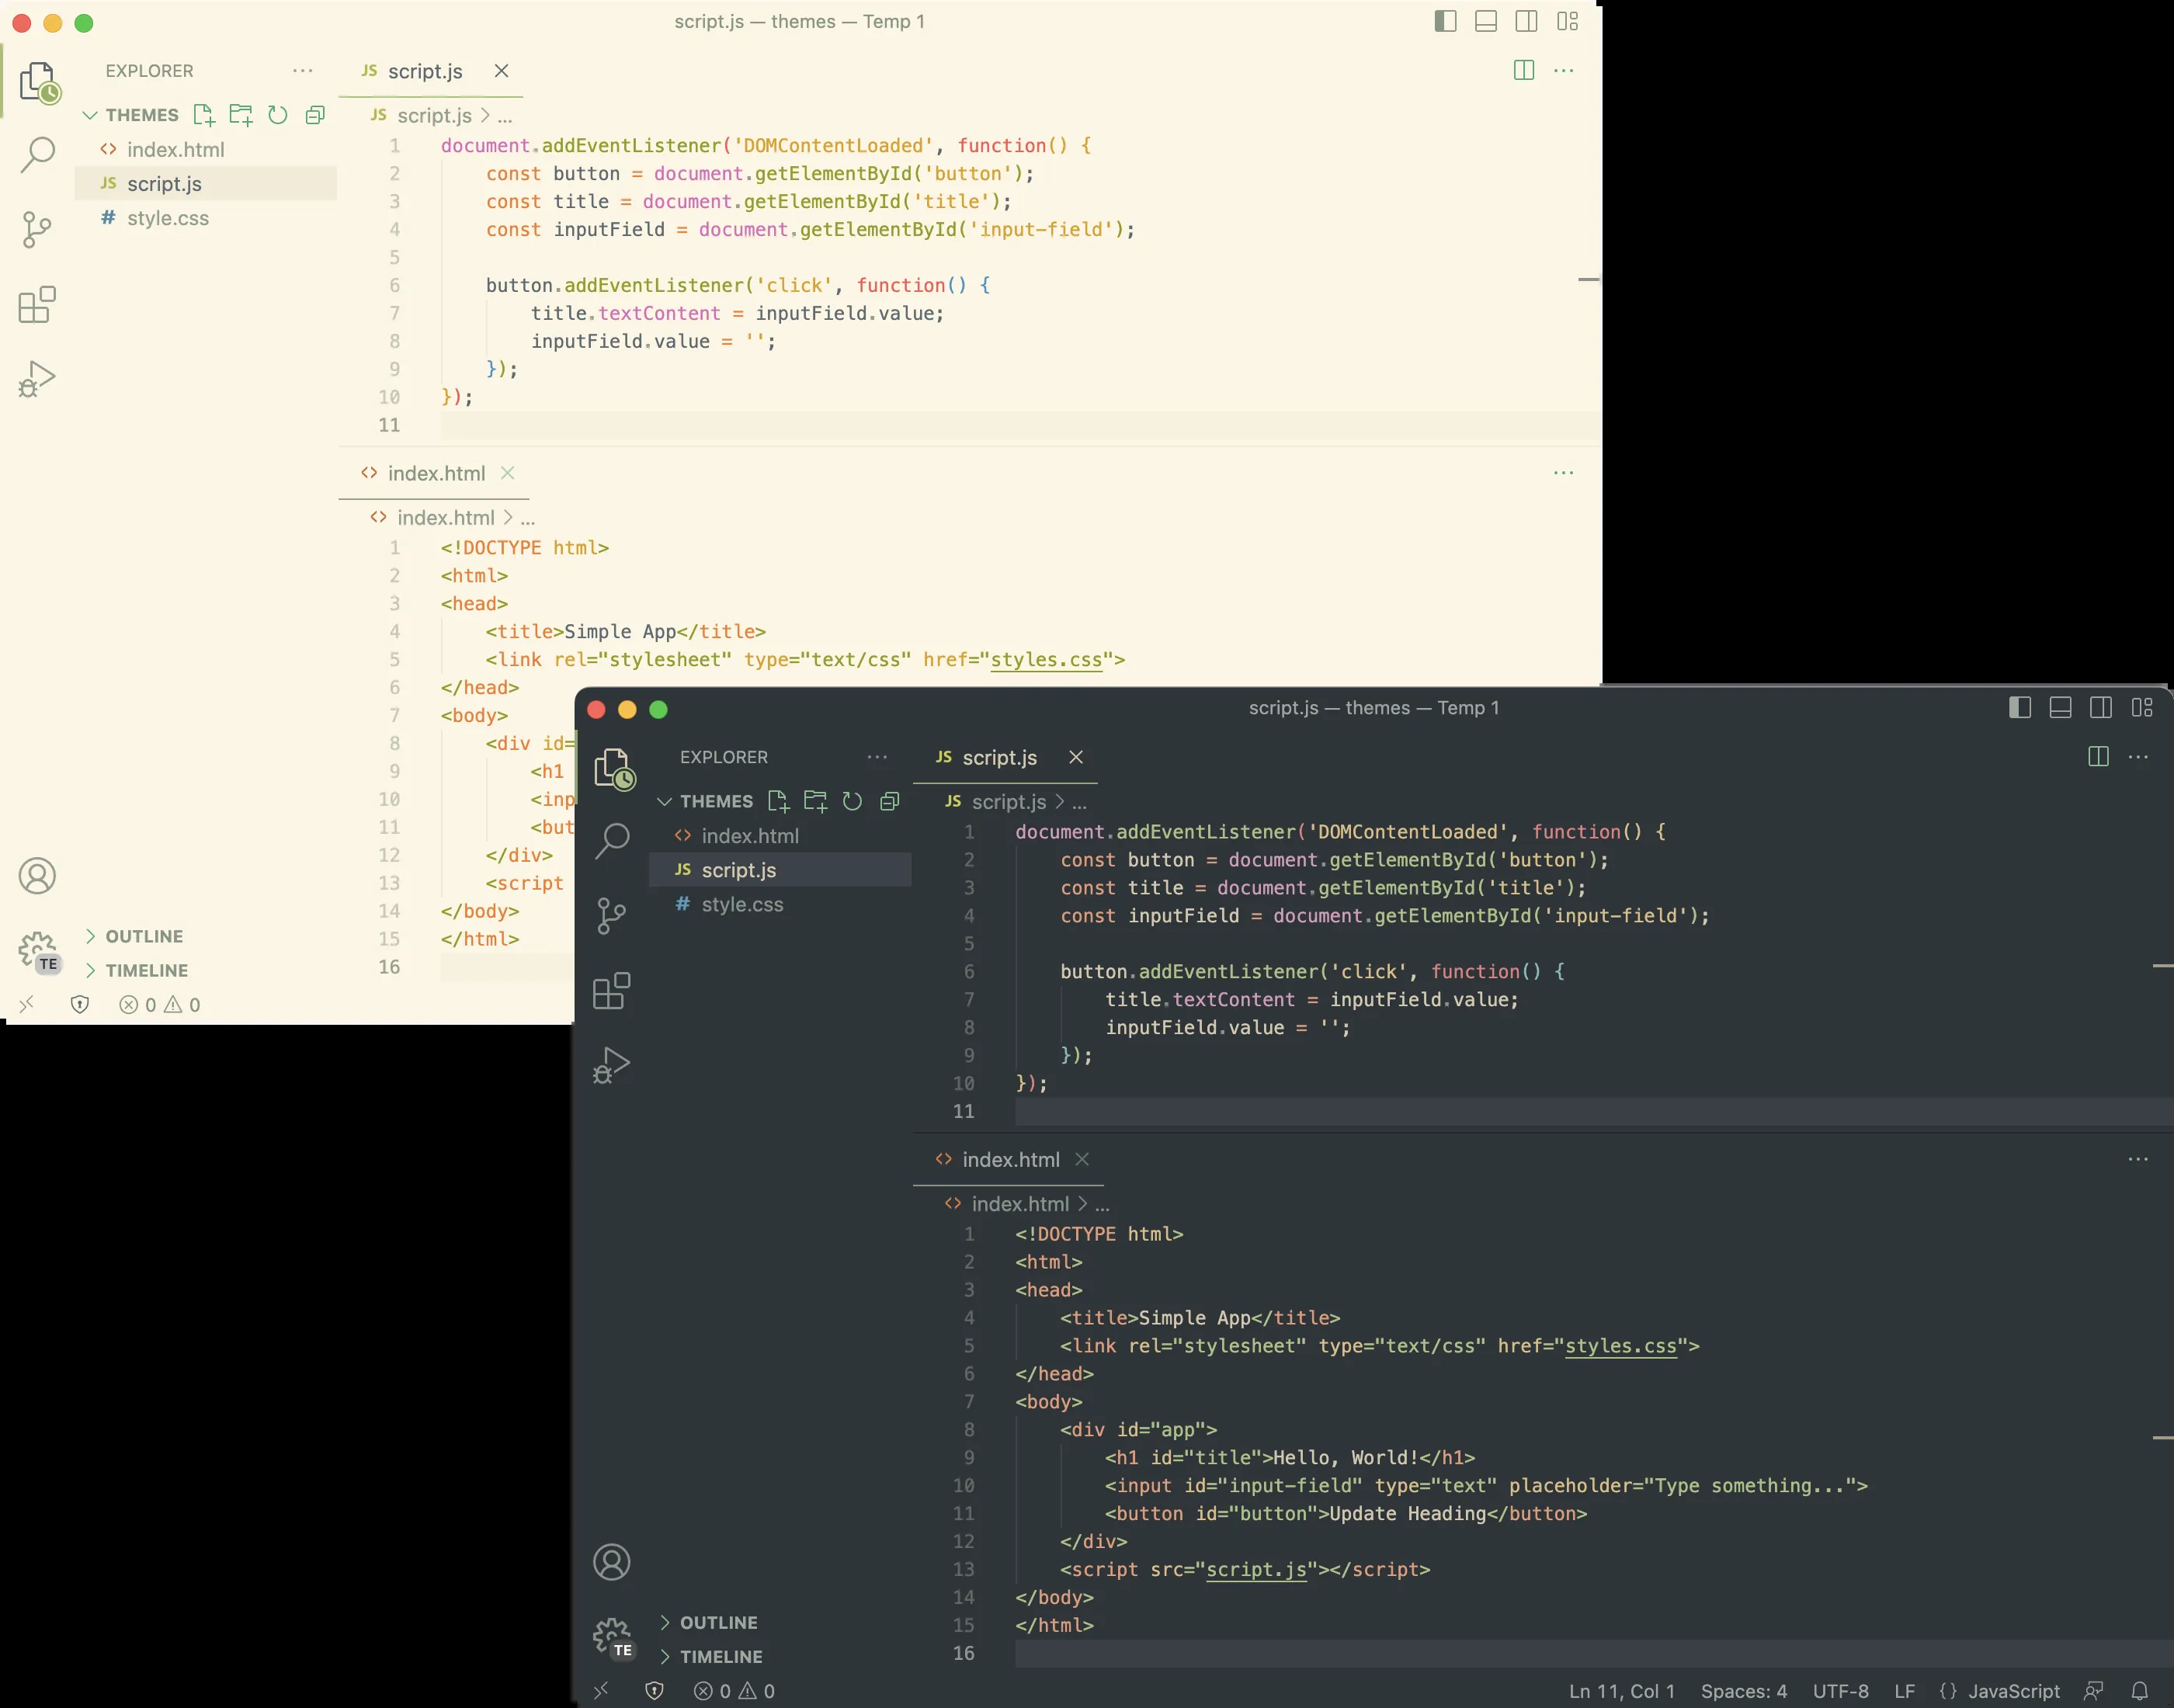 script.js — themes — Temp 1
EXPLORER
THEMES
index.html
script.js
style.css
JS script.js
JS script.js > ...
1 document.addEventListener('DOMContentLoaded', function() {
2 const button = document.getElementById('button');
3 const title = document.getElementById('title');
4 const inputField = document.getElementById('input-field');
5
6 button.addEventListener('click', function() {
7 title.textContent = inputField.value;
8 inputField.value = '';
9 });
10 });
11
<> index.html
<> index.html > ...
1 <!DOCTYPE html>
2 <html>
3 <head>
4 <title>Simple App</title>
5 <link rel="stylesheet" type="text/css" href="styles.css">
6 </head>
7 <body>
8 <div id=
9 <h1
10 <inp
11 <but
12 </div>
13 <script
14 </body>
15 </html>
16
OUTLINE
TE
TIMELINE
0 0
script.js — themes — Temp 1
EXPLORER
THEMES
<> index.html
JS script.js
# style.css
JS script.js
JS script.js > ...
1 document.addEventListener('DOMContentLoaded', function() {
2 const button = document.getElementById('button');
3 const title = document.getElementById('title');
4 const inputField = document.getElementById('input-field');
5
6 button.addEventListener('click', function() {
7 title.textContent = inputField.value;
8 inputField.value = '';
9 });
10 });
11
<> index.html
<> index.html > ...
1 <!DOCTYPE html>
2 <html>
3 <head>
4 <title>Simple App</title>
5 <link rel="stylesheet" type="text/css" href="styles.css">
6 </head>
7 <body>
8 <div id="app">
9 <h1 id="title">Hello, World!</h1>
10 <input id="input-field" type="text" placeholder="Type something...">
11 <button id="button">Update Heading</button>
12 </div>
13 <script src="script.js"></script>
14 </body>
15 </html>
16
OUTLINE
TE
TIMELINE
0 0
Ln 11, Col 1 Spaces: 4 UTF-8 LF {} JavaScript